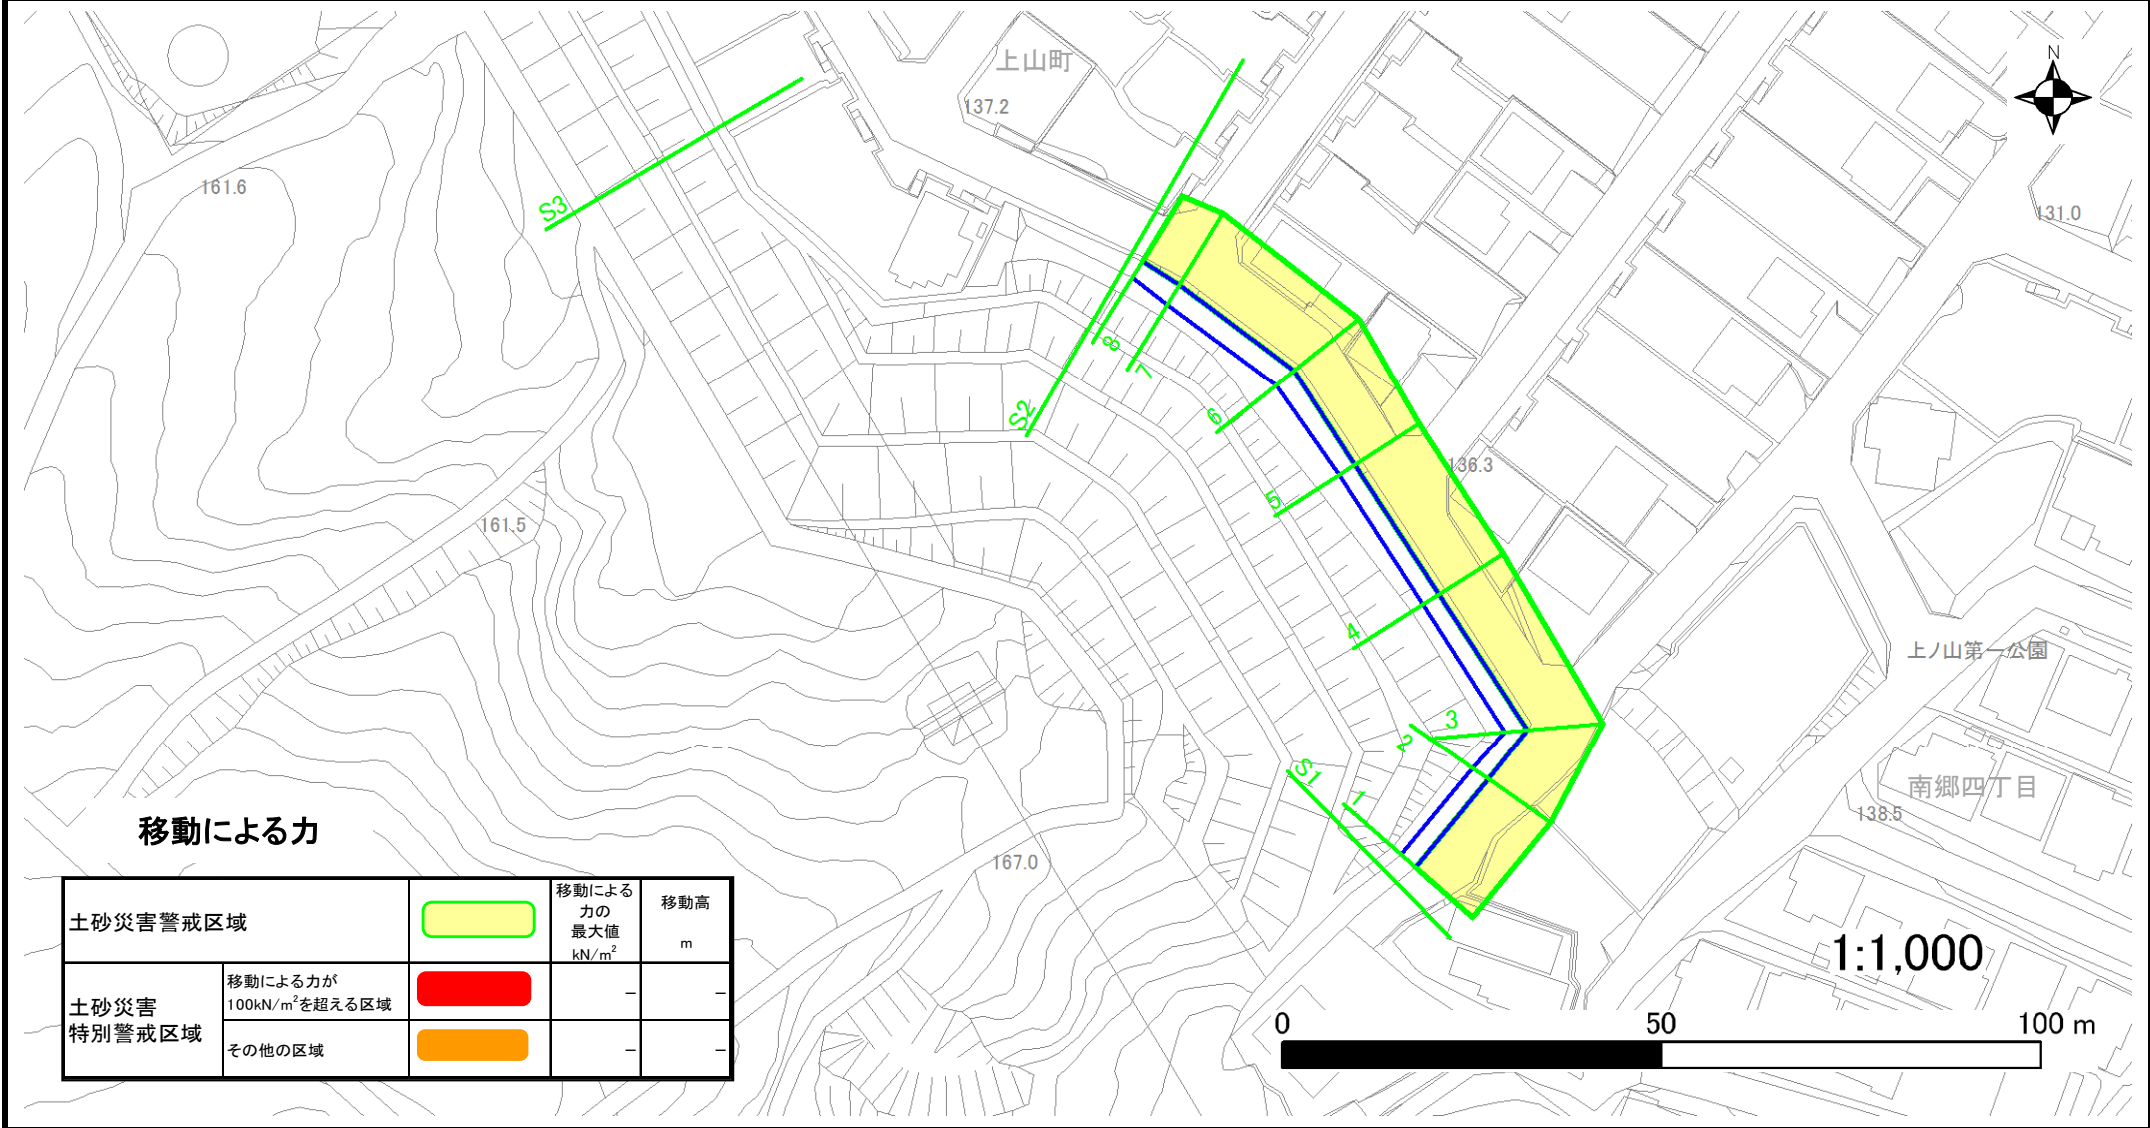 上山町
N
137.2
161.6
S3
131.0
8
7
S2
6
136.3
5
161.5
4
上ノ山第一公園
3
2
S1
1
南郷四丁目
138.5
移動による力
167.0
土砂災害警戒区域
移動による
力の
最大値
kN/m²
移動高
m
土砂災害
特別警戒区域
移動による力が
100kN/m²を超える区域
－
－
その他の区域
－
－
1:1,000
0
50
100 m